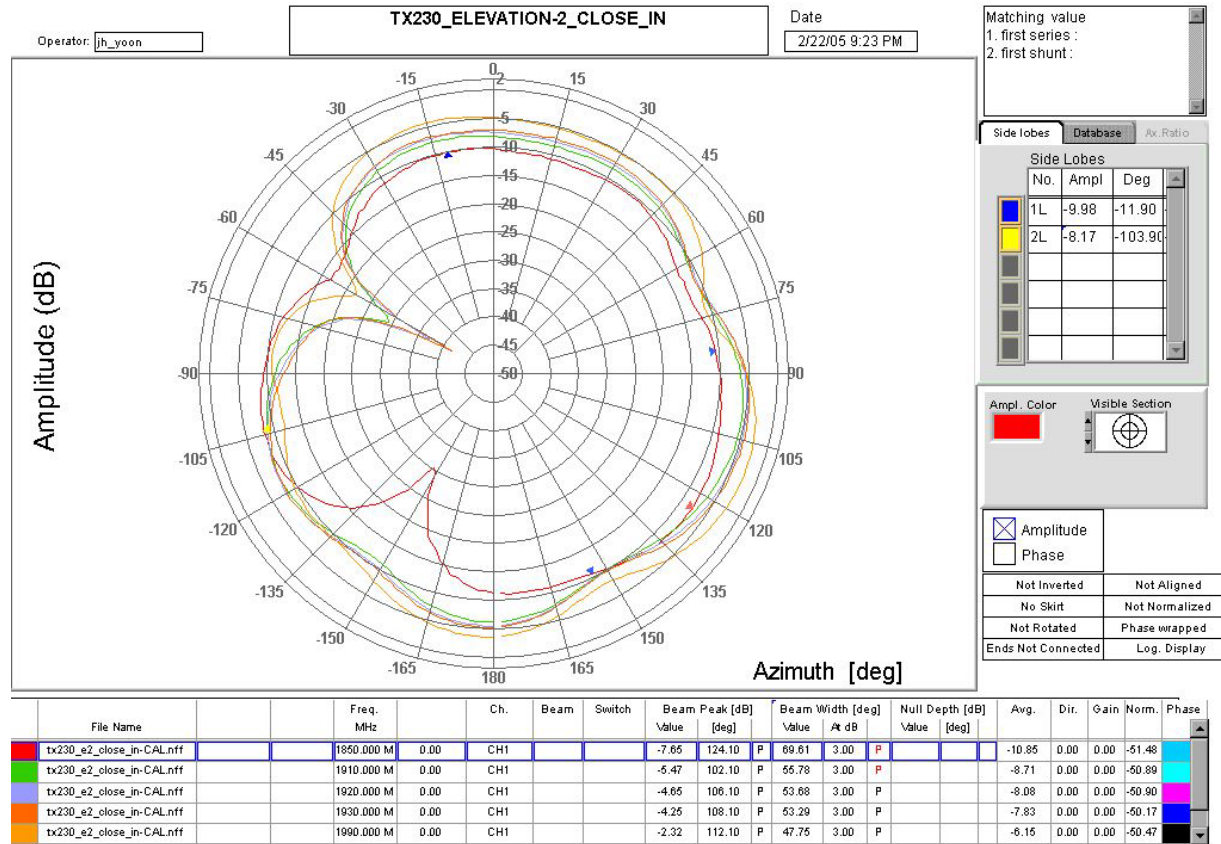 TX230_ELEVATION-2_CLOSE_IN
Operator: jh_yoon
Date
2/22/05 9:23 PM
Matching value
1. first series :
2. first shunt :
Side lobes Database Ax.Ratio
Side Lobes
No. Ampl Deg
1L -9.98 -11.90
2L -8.17 -103.90
Ampl. Color Visible Section
Amplitude
Phase
Not Inverted Not Aligned
No Skirt Not Normalized
Not Rotated Phase wrapped
Ends Not Connected Log. Display
Amplitude (dB)
Azimuth [deg]
0
-15 15
-30 30
-45 45
-60 60
-75 75
-90 90
-105 105
-120 120
-135 135
-150 150
-165 165
180
2
-5
-10
-15
-20
-25
-30
-35
-40
-45
-50
File Name Freq. MHz Ch. Beam Switch Beam Peak [dB] Value [deg] Beam Width [deg] Value At dB Null Depth [dB] Value [deg] Avg. Dir. Gain Norm. Phase
tx230_e2_close_in-CAL.nff 1850.000 M 0.00 CH1 -7.65 124.10 P 69.61 3.00 P -10.85 0.00 0.00 -51.48
tx230_e2_close_in-CAL.nff 1910.000 M 0.00 CH1 -5.47 102.10 P 55.78 3.00 P -8.71 0.00 0.00 -50.89
tx230_e2_close_in-CAL.nff 1920.000 M 0.00 CH1 -4.65 106.10 P 53.68 3.00 P -8.08 0.00 0.00 -50.90
tx230_e2_close_in-CAL.nff 1930.000 M 0.00 CH1 -4.25 108.10 P 53.29 3.00 P -7.83 0.00 0.00 -50.17
tx230_e2_close_in-CAL.nff 1990.000 M 0.00 CH1 -2.32 112.10 P 47.75 3.00 P -6.15 0.00 0.00 -50.47